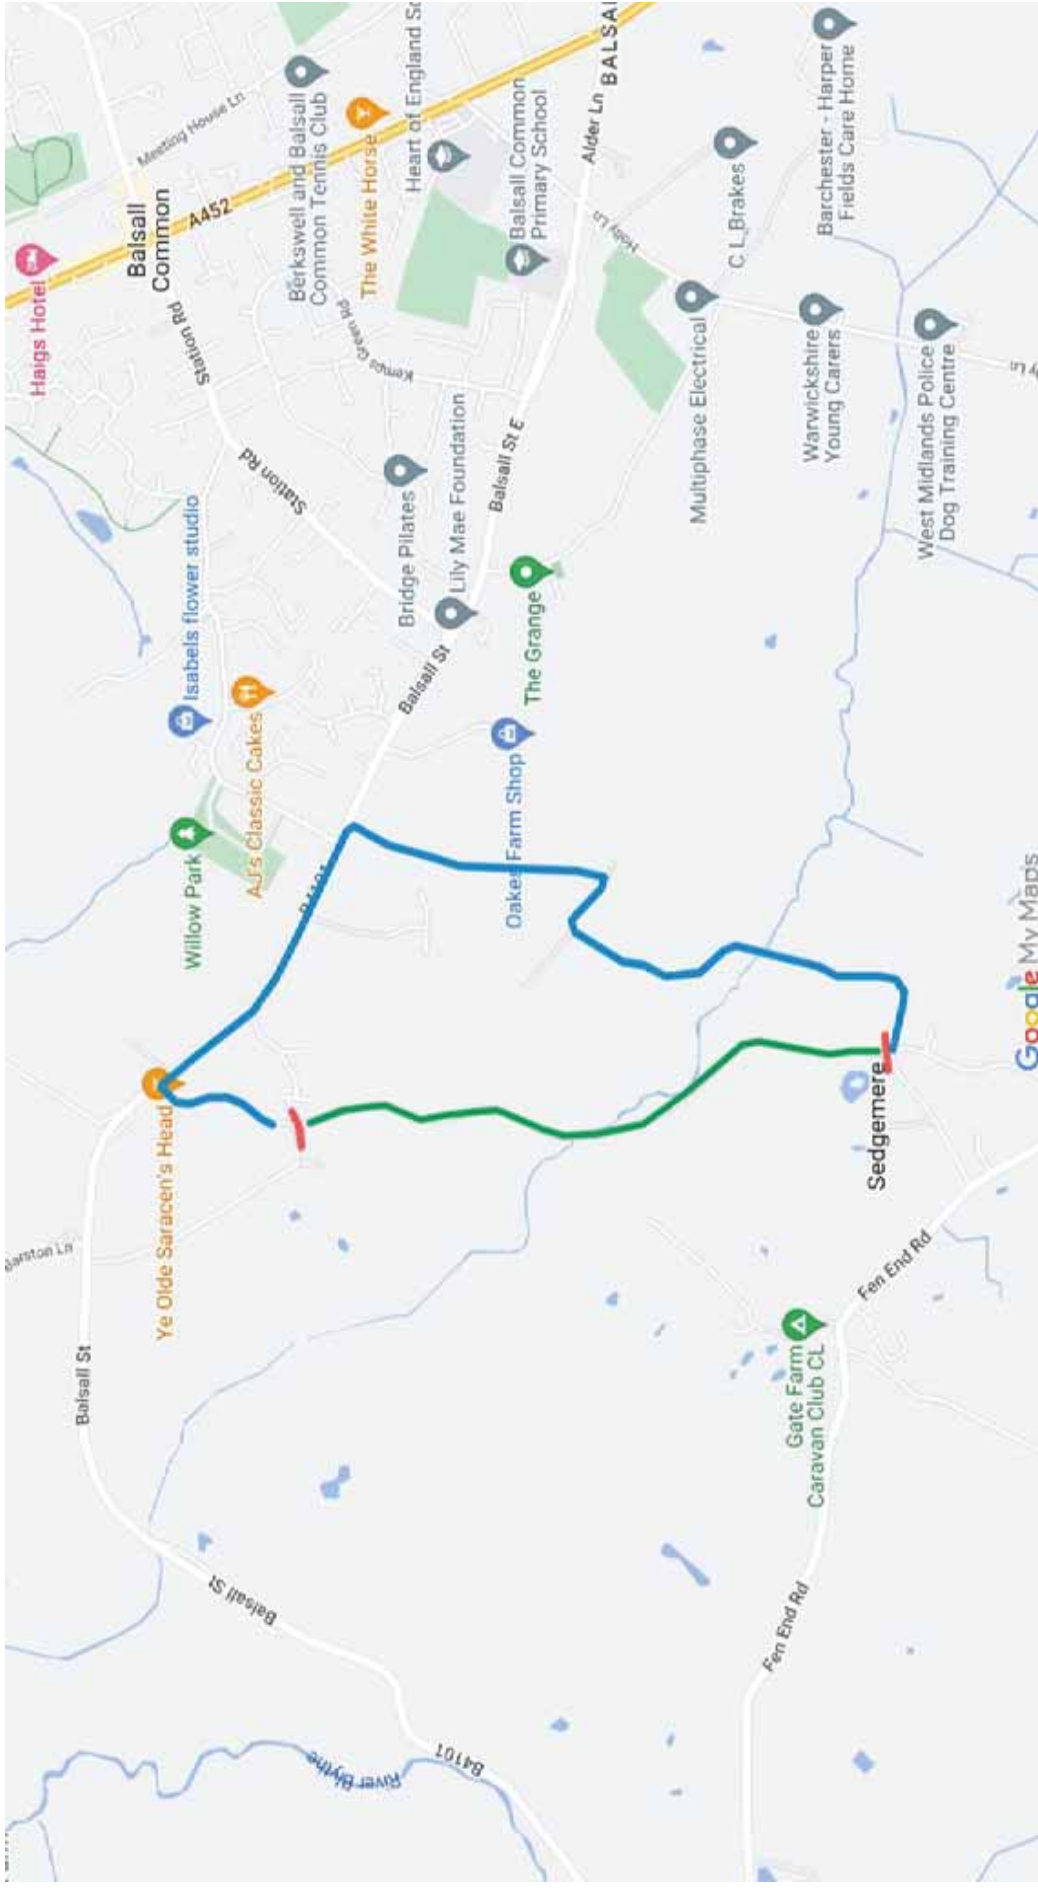 Haigs Hotel
Balsall
Common
Meeting House Ln
A452
Station Rd
Station Rd
Berkswell and Balsall
Common Tennis Club
The White Horse
Heart of England Sc
Kemps Green Rd
Balsall Common
Primary School
Alder Ln
BALSAL
Holly Ln
C L Brakes
Barchester - Harper
Fields Care Home
Multiphase Electrical
Warwickshire
Young Carers
West Midlands Police
Dog Training Centre
ly Ln
Isabels flower studio
Willow Park
AJ's Classic Cakes
Bridge Pilates
Lily Mae Foundation
Balsall St E
Balsall St
The Grange
Oakes Farm Shop
B4101
Ye Olde Saracen's Head
Barston Ln
Balsall St
Balsall St
B4101
River Blythe
Sedgemere
Fen End Rd
Gate Farm
Caravan Club CL
Fen End Rd
Google My Maps